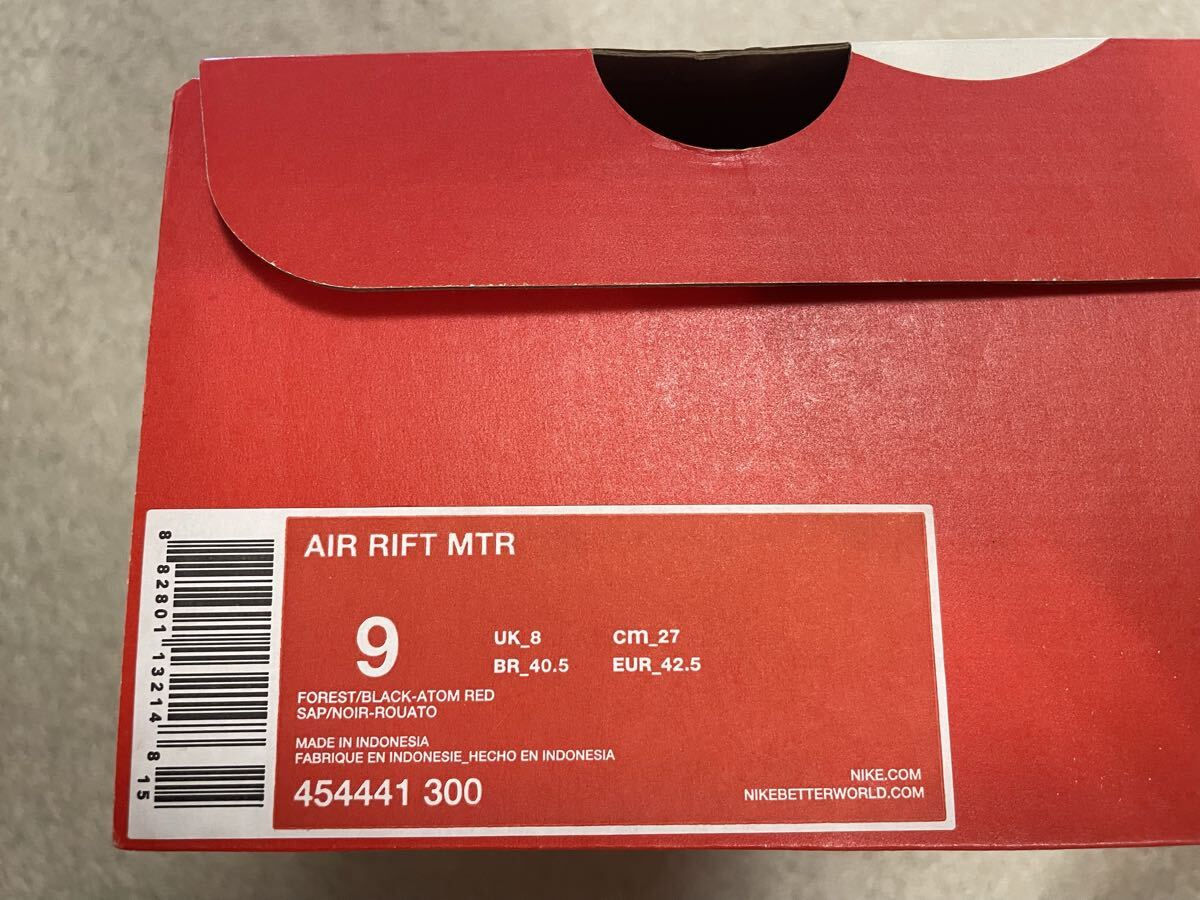 AIR RIFT MTR
9
UK_8 cm_27
BR_40.5 EUR_42.5
FOREST/BLACK-ATOM RED
SAP/NOIR-ROUATO
MADE IN INDONESIA
FABRIQUE EN INDONESIE_HECHO EN INDONESIA
454441 300
NIKE.COM
NIKEBETTERWORLD.COM
8 82801 13214 8 15